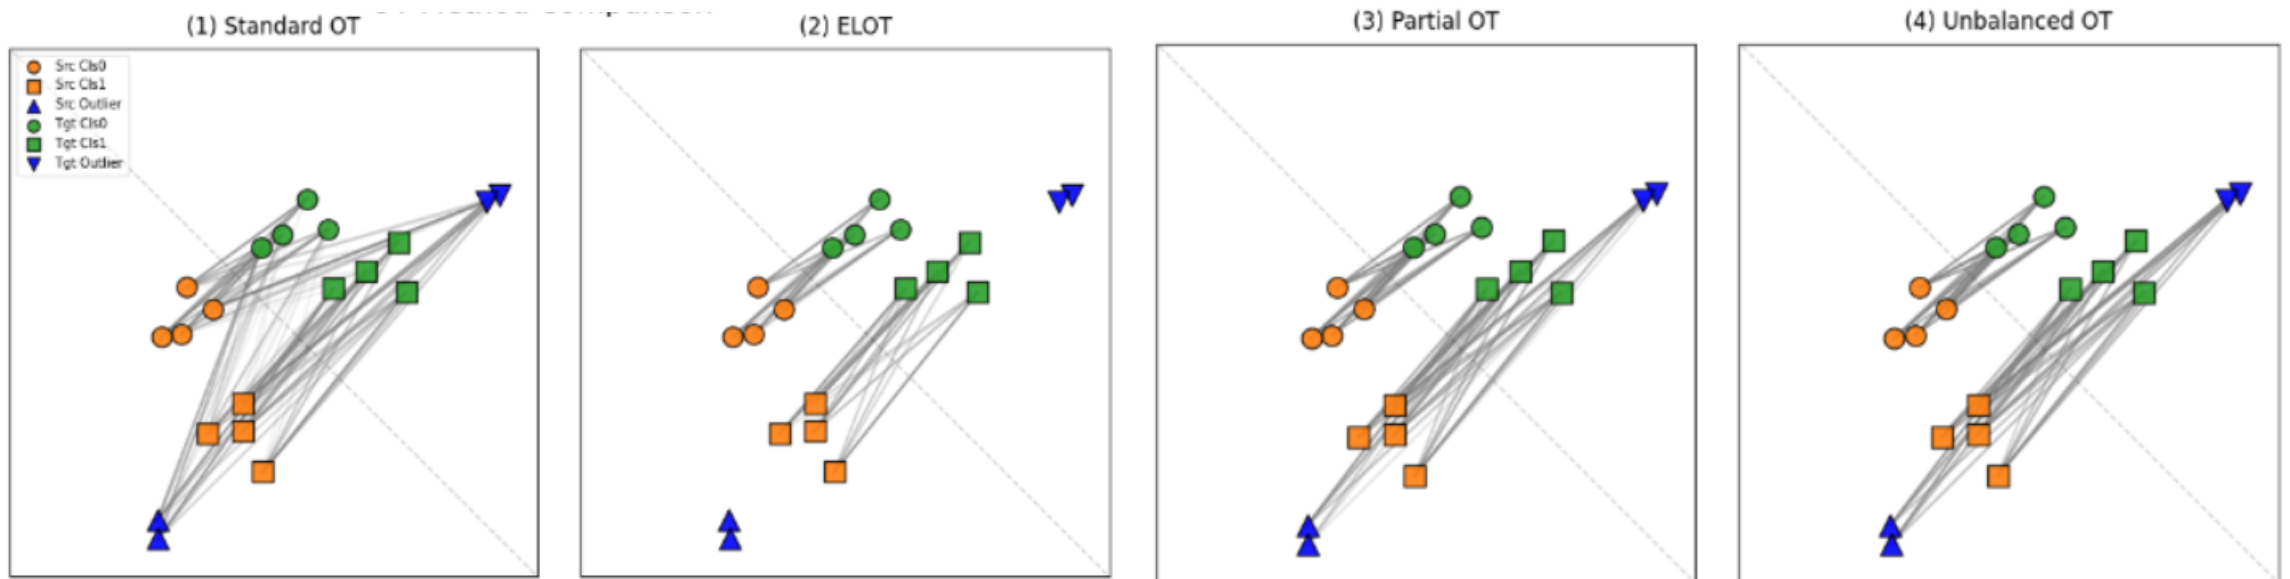 (1) Standard OT
(2) ELOT
(3) Partial OT
(4) Unbalanced OT
Src Cls0
Src Cls1
Src Outlier
Tgt Cls0
Tgt Cls1
Tgt Outlier